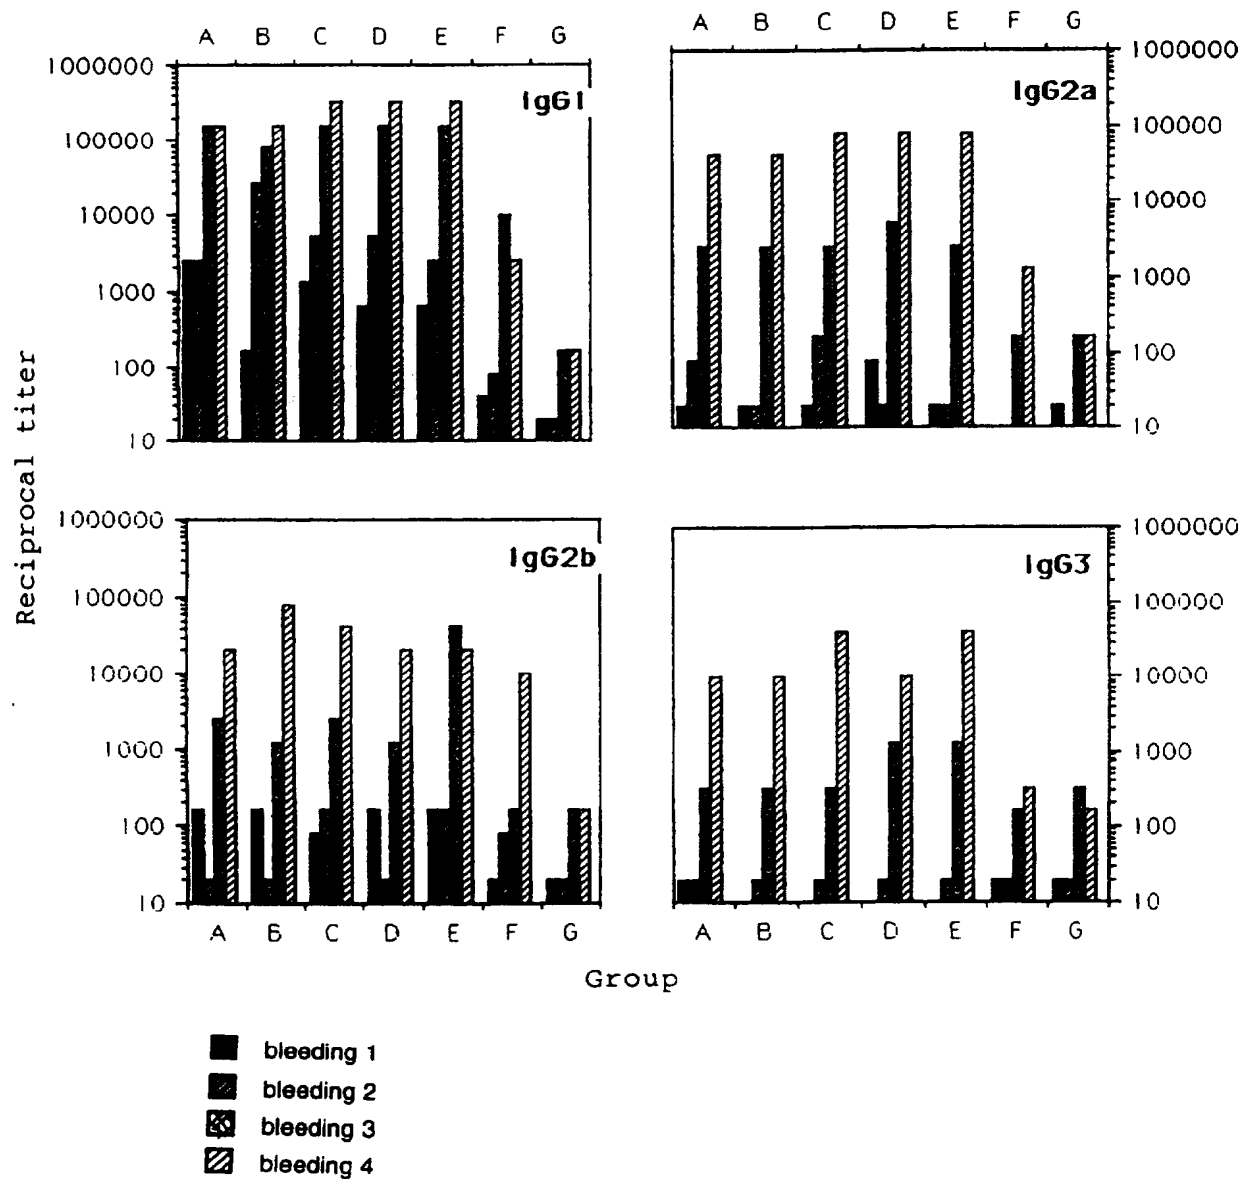 A B C D E F G
A B C D E F G
1000000
100000
10000
1000
100
10
IgG1
1000000
100000
10000
1000
100
10
IgG2a
Reciprocal titer
1000000
100000
10000
1000
100
10
IgG2b
1000000
100000
10000
1000
100
10
IgG3
A B C D E F G
A B C D E F G
Group
bleeding 1
bleeding 2
bleeding 3
bleeding 4